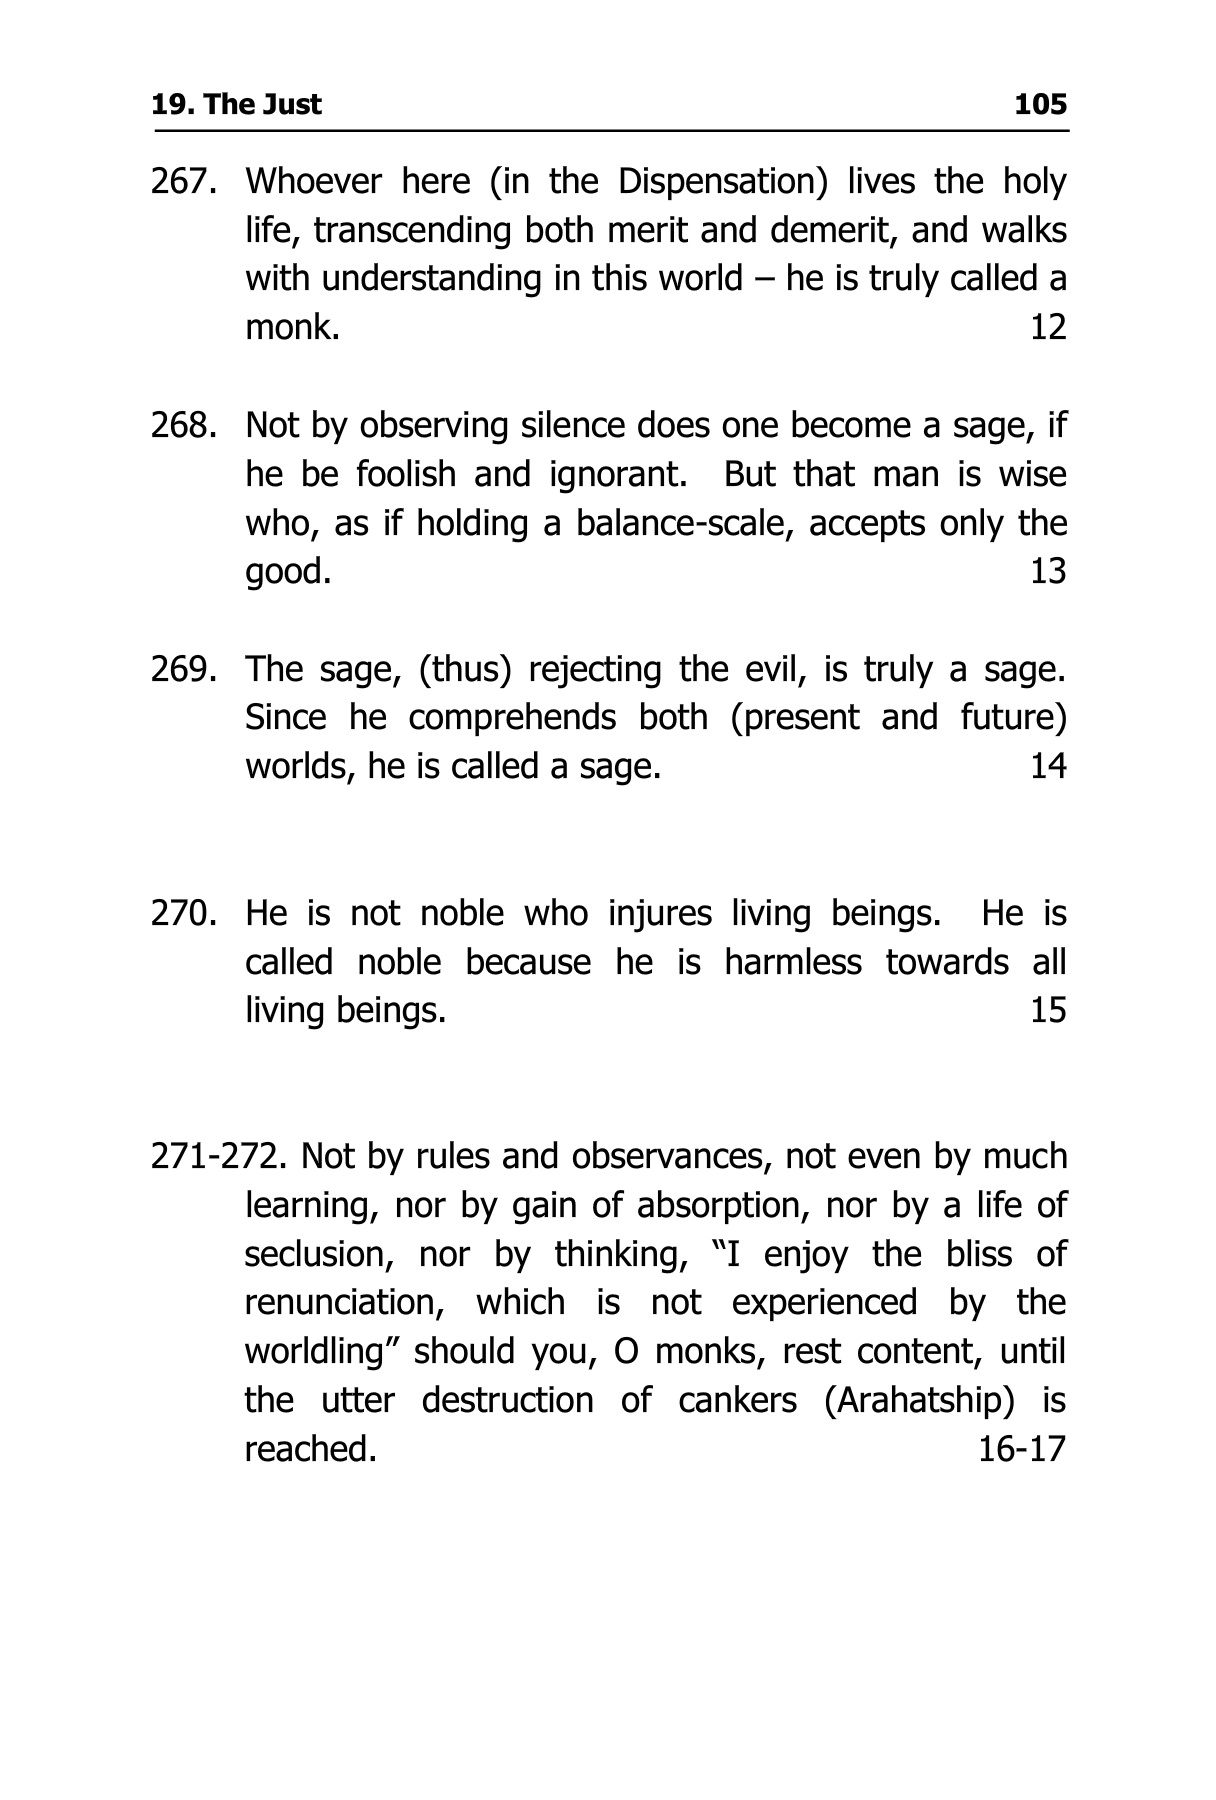 19. The Just 105
267. Whoever here (in the Dispensation) lives the holy
life, transcending both merit and demerit, and walks
with understanding in this world – he is truly called a
monk. 12
268. Not by observing silence does one become a sage, if
he be foolish and ignorant. But that man is wise
who, as if holding a balance-scale, accepts only the
good. 13
269. The sage, (thus) rejecting the evil, is truly a sage.
Since he comprehends both (present and future)
worlds, he is called a sage. 14
270. He is not noble who injures living beings. He is
called noble because he is harmless towards all
living beings. 15
271-272. Not by rules and observances, not even by much
learning, nor by gain of absorption, nor by a life of
seclusion, nor by thinking, “I enjoy the bliss of
renunciation, which is not experienced by the
worldling” should you, O monks, rest content, until
the utter destruction of cankers (Arahatship) is
reached. 16-17